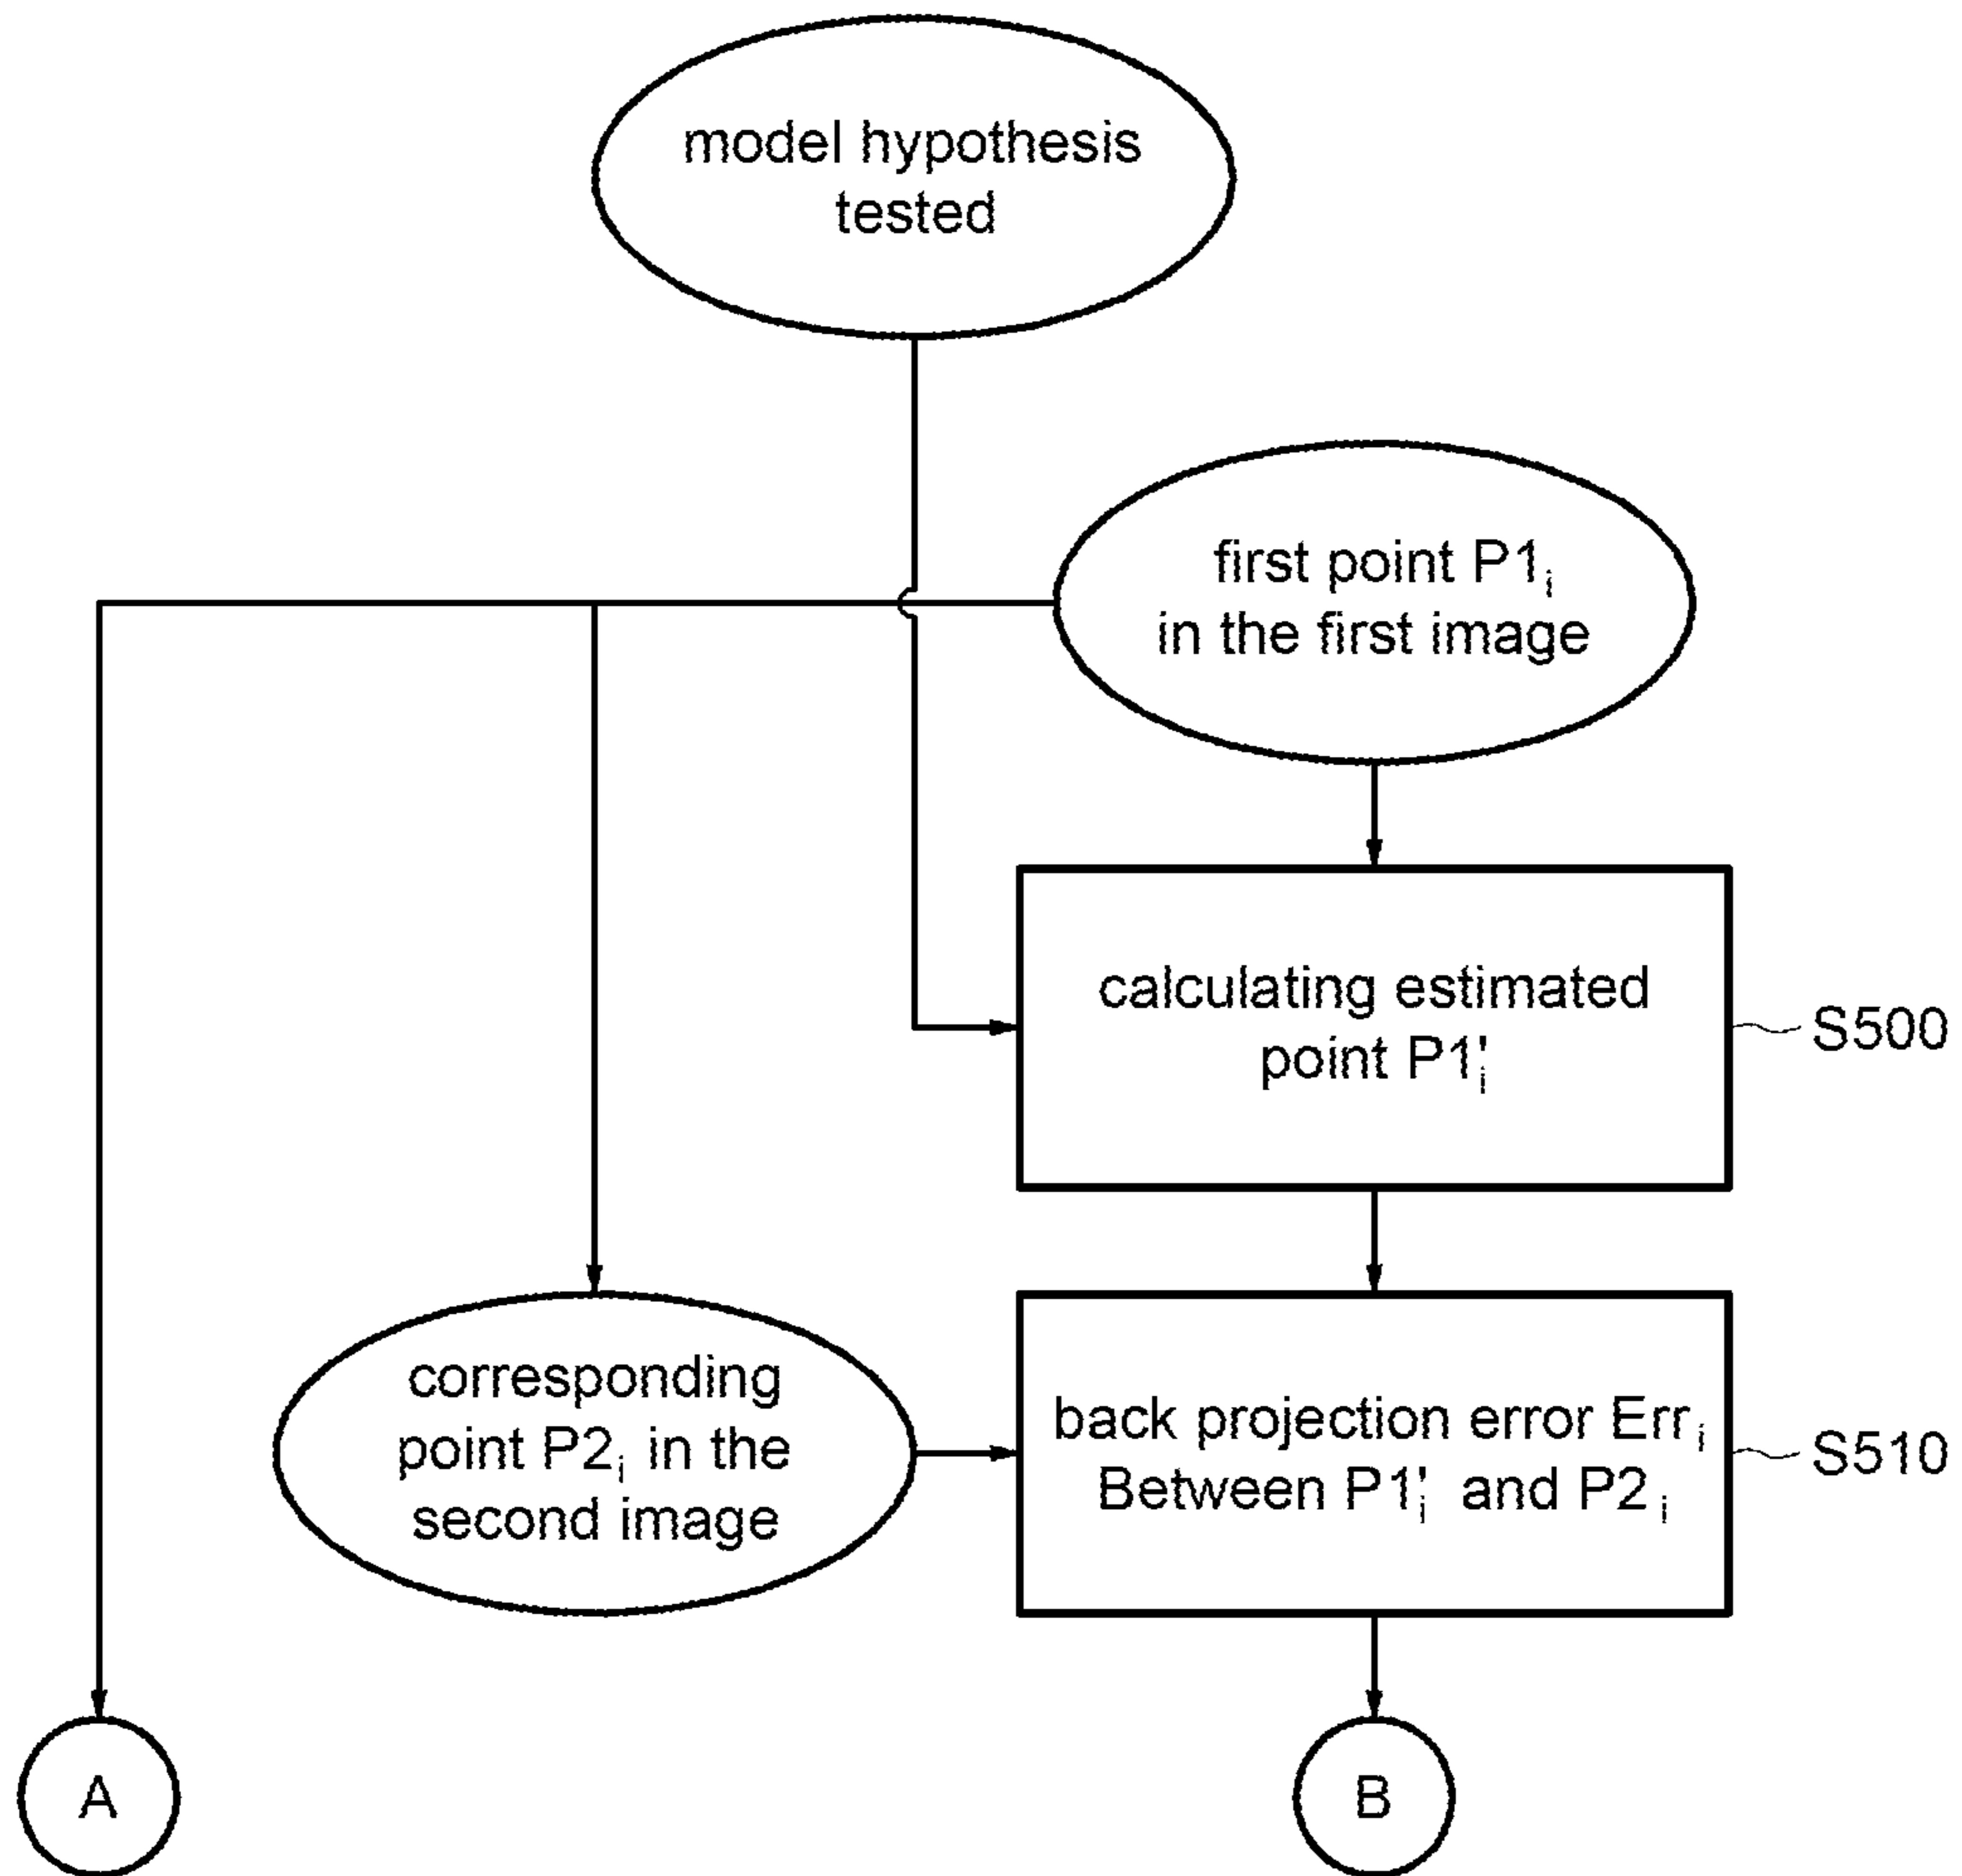 model hypothesis
tested
first point P1i
in the first image
calculating estimated
point P1'i
S500
corresponding
point P2i in the
second image
back projection error Erri
Between P1'i and P2i
S510
A
B